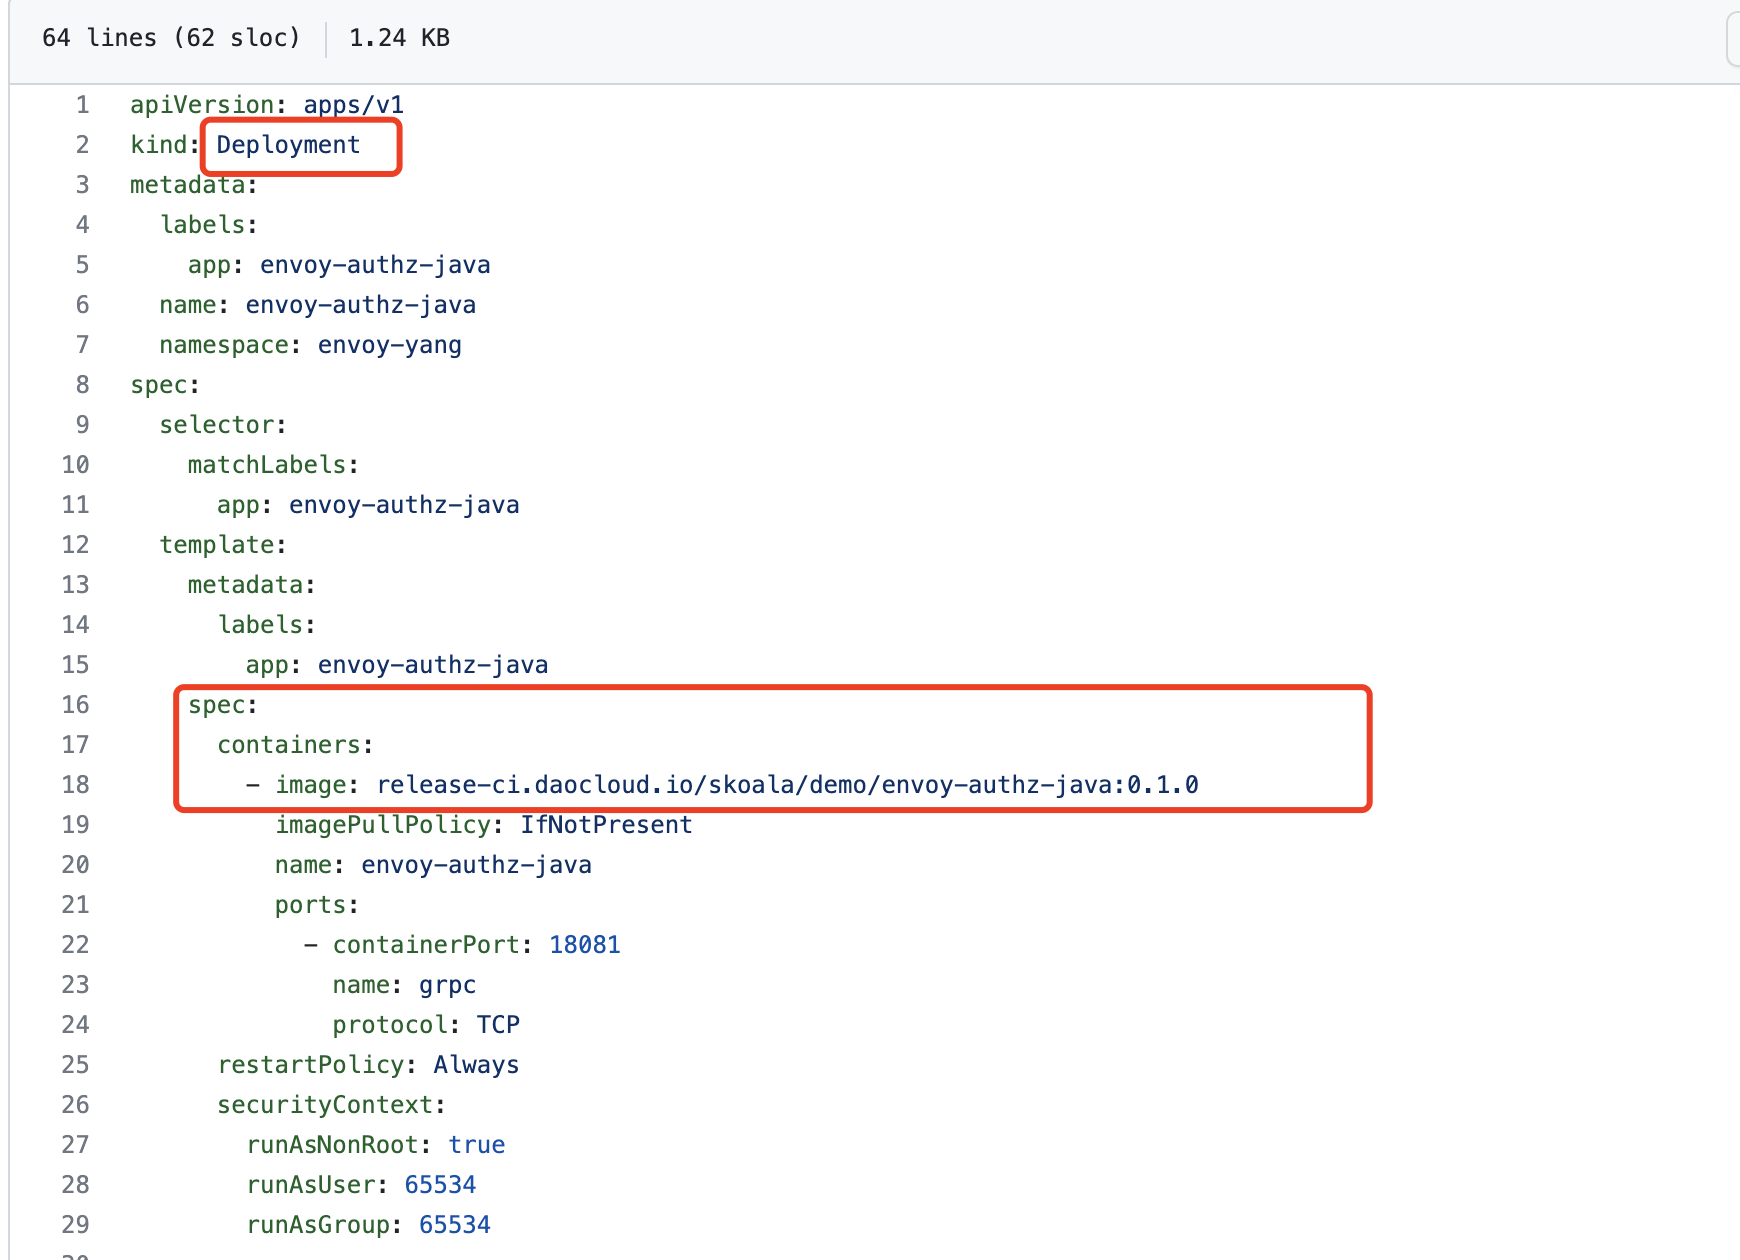 64 lines (62 sloc) 1.24 KB
1 apiVersion: apps/v1
2 kind: Deployment
3 metadata:
4   labels:
5     app: envoy-authz-java
6   name: envoy-authz-java
7   namespace: envoy-yang
8 spec:
9   selector:
10     matchLabels:
11       app: envoy-authz-java
12   template:
13     metadata:
14       labels:
15         app: envoy-authz-java
16     spec:
17       containers:
18         - image: release-ci.daocloud.io/skoala/demo/envoy-authz-java:0.1.0
19           imagePullPolicy: IfNotPresent
20           name: envoy-authz-java
21           ports:
22             - containerPort: 18081
23               name: grpc
24               protocol: TCP
25       restartPolicy: Always
26       securityContext:
27         runAsNonRoot: true
28         runAsUser: 65534
29         runAsGroup: 65534